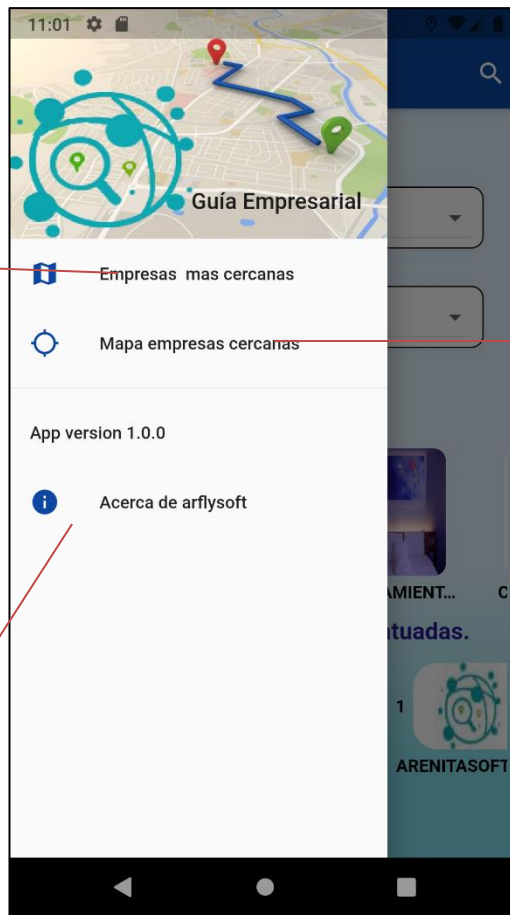 11:01
Guía Empresarial
Empresas mas cercanas
Mapa empresas cercanas
App version 1.0.0
Acerca de arflysoft
AMIENT...
C
tuadas.
1
ARENITASOFT